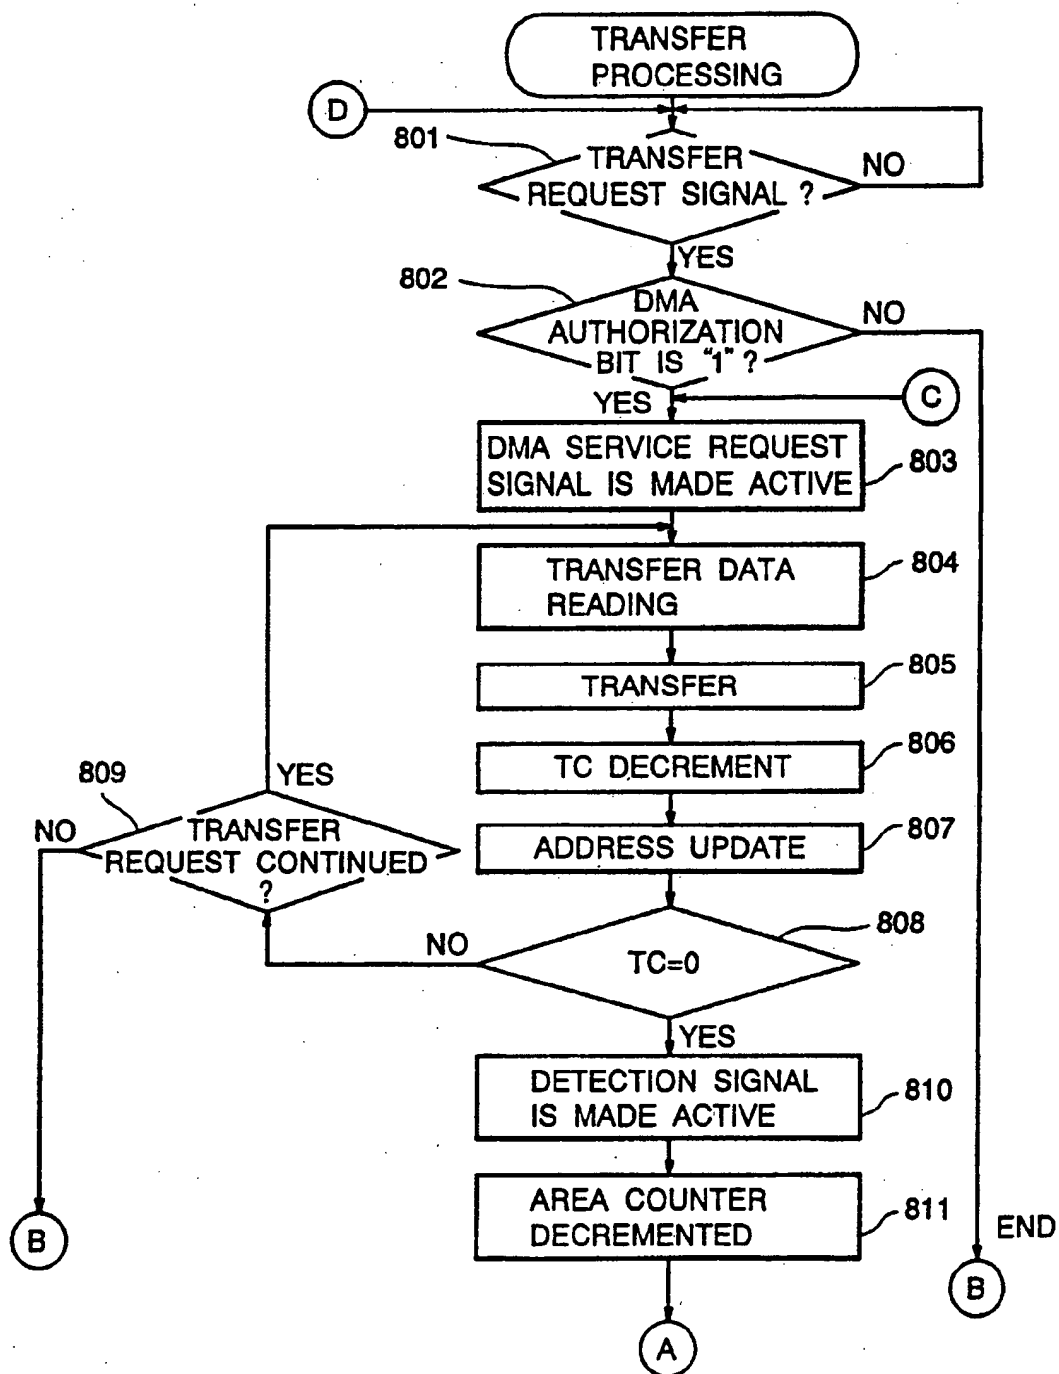 TRANSFER
PROCESSING
D
801
TRANSFER
REQUEST SIGNAL ?
NO
YES
802
DMA
AUTHORIZATION
BIT IS "1" ?
NO
YES
C
DMA SERVICE REQUEST
SIGNAL IS MADE ACTIVE
803
TRANSFER DATA
READING
804
TRANSFER
805
TC DECREMENT
806
809
YES
NO
TRANSFER
REQUEST CONTINUED
?
ADDRESS UPDATE
807
808
NO
TC=0
YES
DETECTION SIGNAL
IS MADE ACTIVE
810
AREA COUNTER
DECREMENTED
811
B
END
B
A